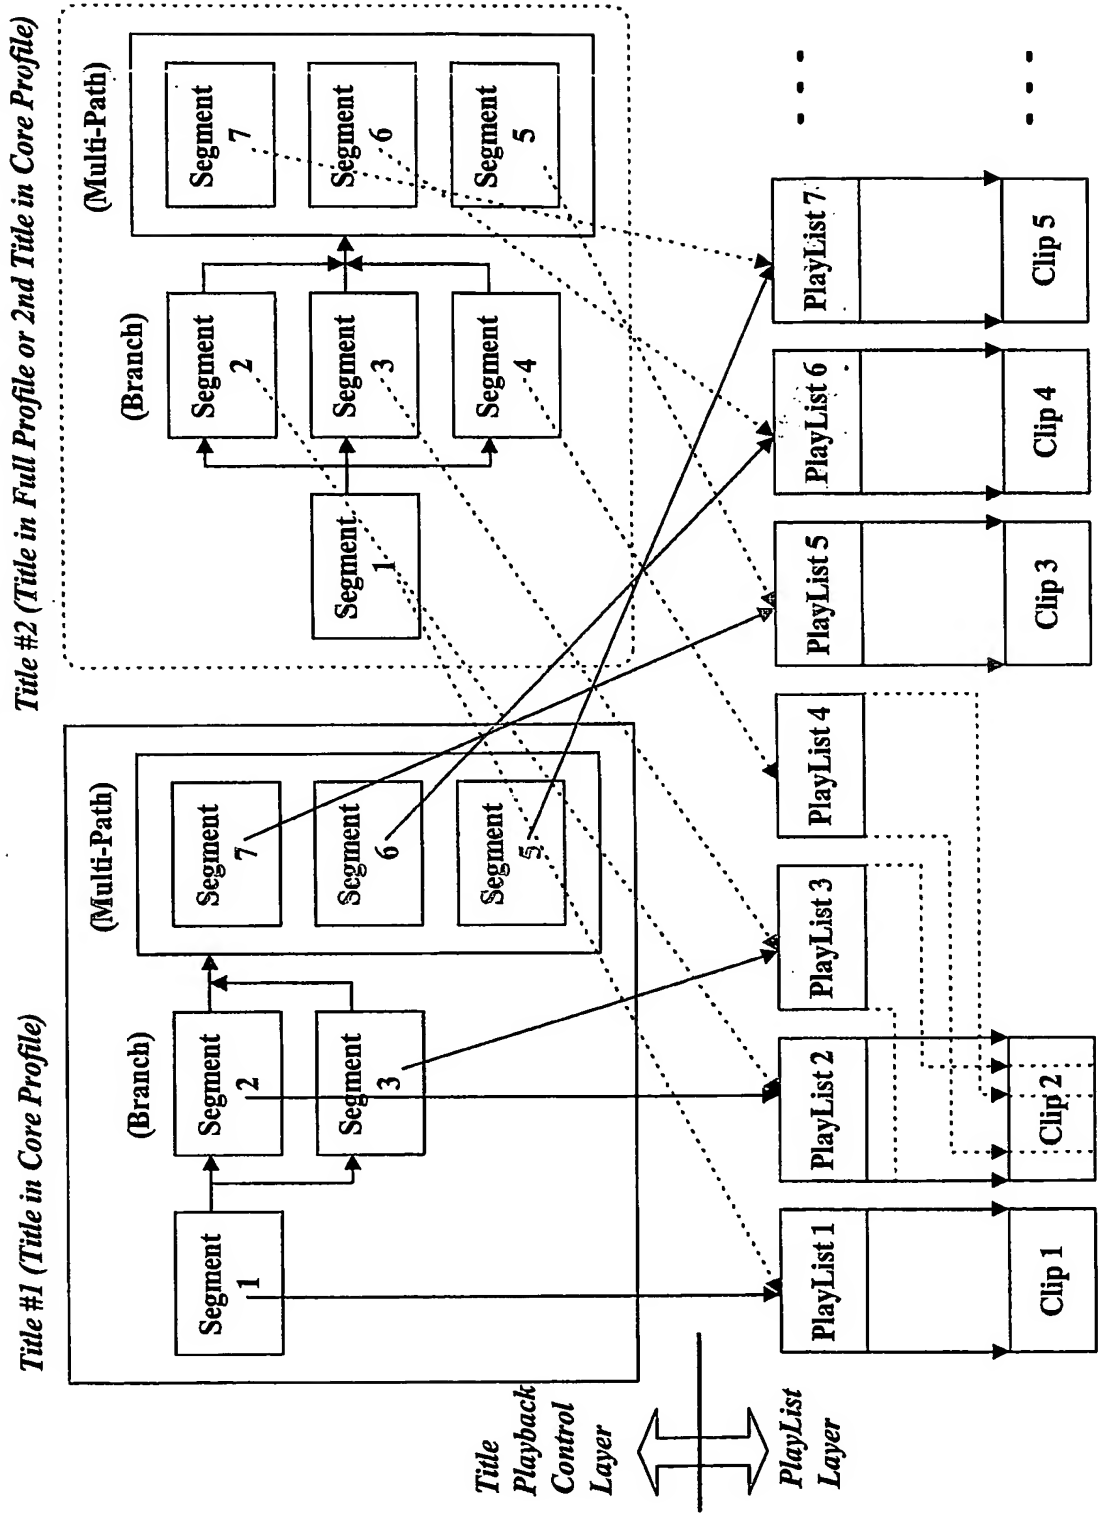 Title #1 (Title in Core Profile)
Title #2 (Title in Full Profile or 2nd Title in Core Profile)
(Branch)
(Multi-Path)
Segment
1
Segment
2
Segment
3
Segment
7
Segment
6
Segment
5
(Branch)
(Multi-Path)
Segment
1
Segment
2
Segment
3
Segment
4
Segment
7
Segment
6
Segment
5
Title
Playback
Control
Layer
PlayList
Layer
PlayList 1
PlayList 2
PlayList 3
PlayList 4
PlayList 5
PlayList 6
PlayList 7
Clip 1
Clip 2
Clip 3
Clip 4
Clip 5